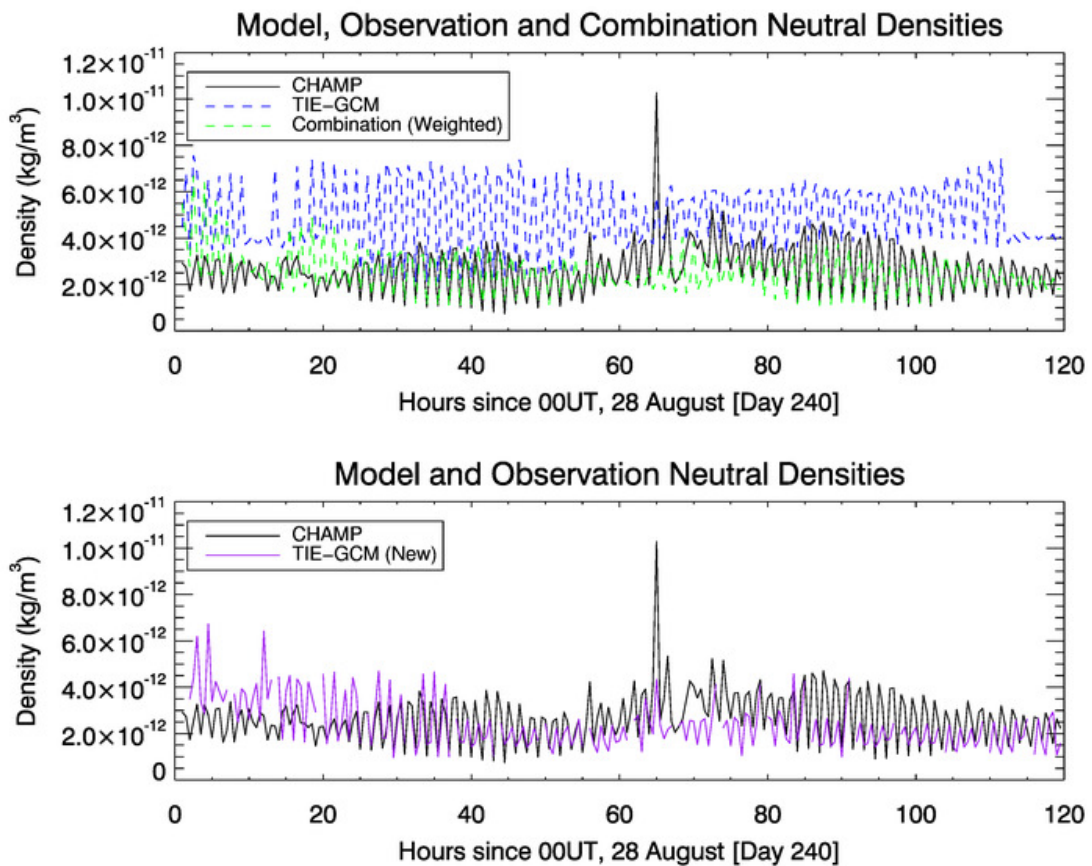 Model, Observation and Combination Neutral Densities
1.2×10⁻¹¹
1.0×10⁻¹¹
8.0×10⁻¹²
6.0×10⁻¹²
4.0×10⁻¹²
2.0×10⁻¹²
0
Density (kg/m³)
CHAMP
TIE-GCM
Combination (Weighted)
0 20 40 60 80 100 120
Hours since 00UT, 28 August [Day 240]
Model and Observation Neutral Densities
1.2×10⁻¹¹
1.0×10⁻¹¹
8.0×10⁻¹²
6.0×10⁻¹²
4.0×10⁻¹²
2.0×10⁻¹²
0
Density (kg/m³)
CHAMP
TIE-GCM (New)
0 20 40 60 80 100 120
Hours since 00UT, 28 August [Day 240]